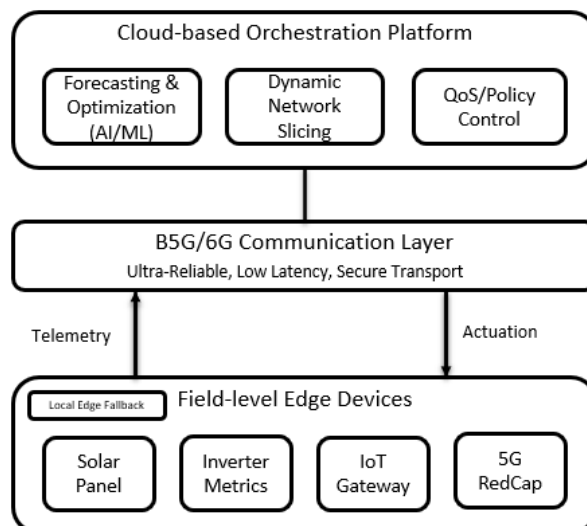 Cloud-based Orchestration Platform
Forecasting &
Optimization
(AI/ML)
Dynamic
Network
Slicing
QoS/Policy
Control
B5G/6G Communication Layer
Ultra-Reliable, Low Latency, Secure Transport
Telemetry
Actuation
Local Edge Fallback
Field-level Edge Devices
Solar
Panel
Inverter
Metrics
IoT
Gateway
5G
RedCap